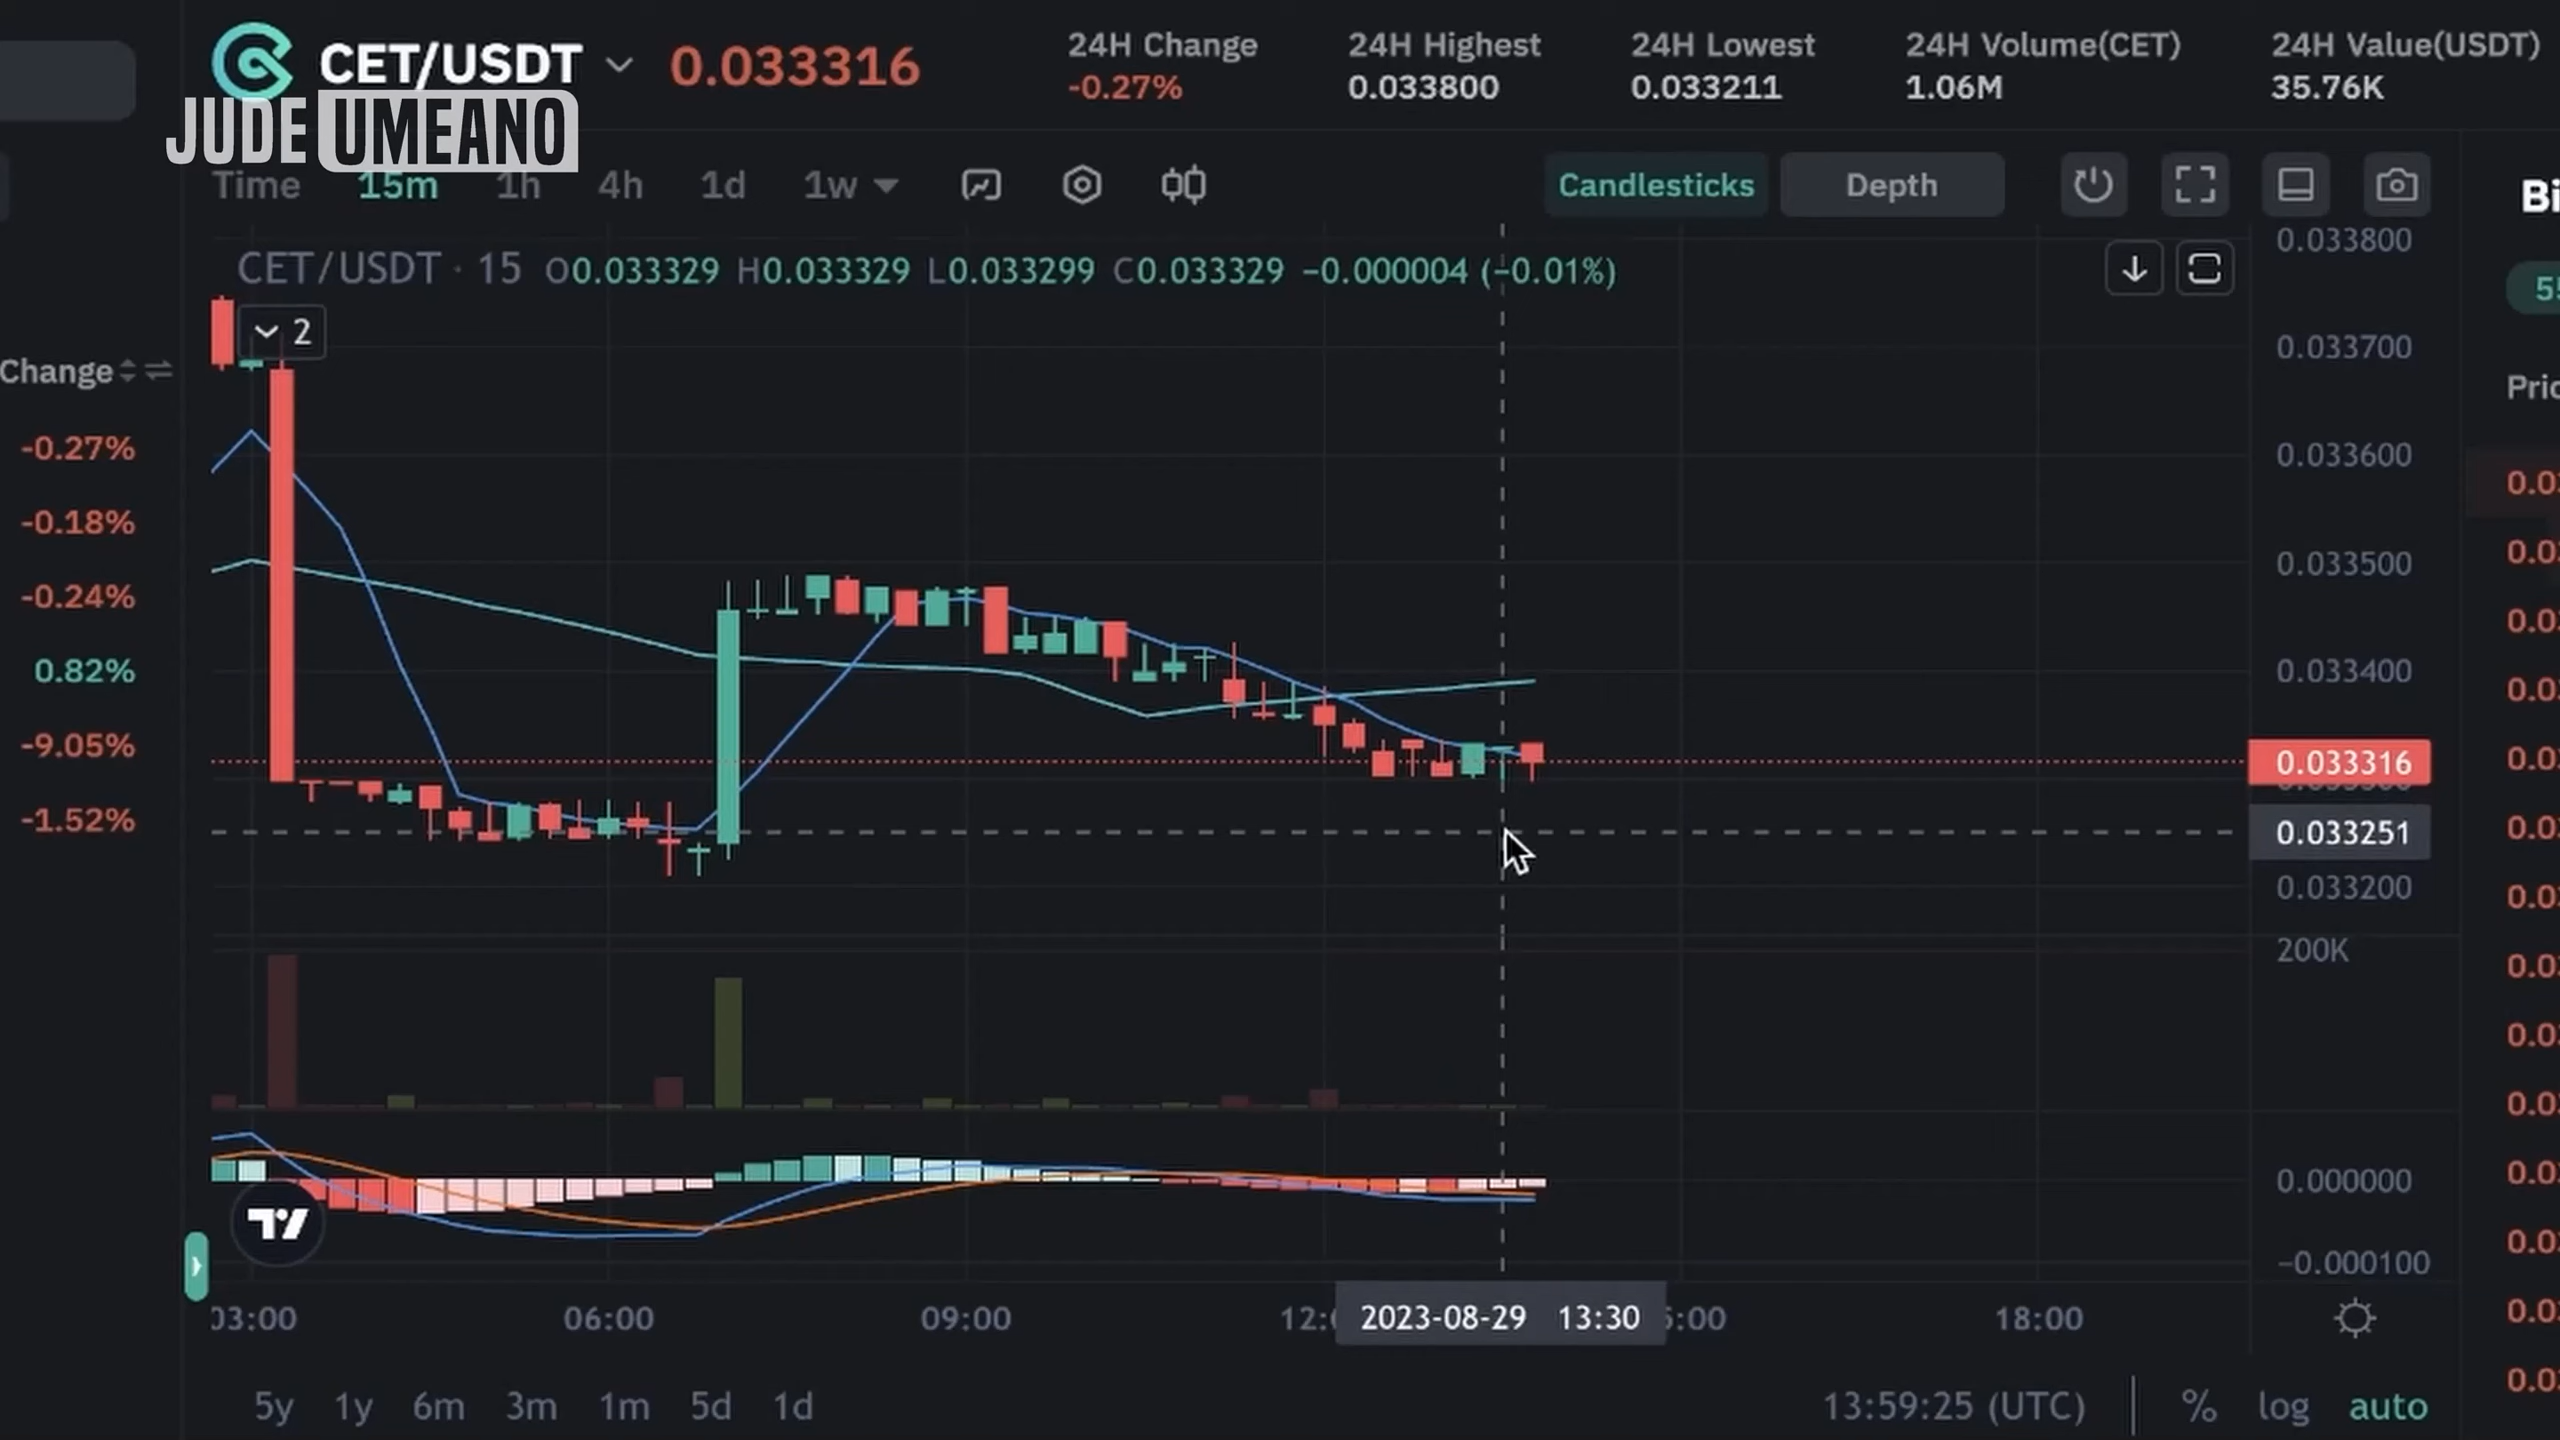 CET/USDT 0.033316
24H Change
-0.27%
24H Highest
0.033800
24H Lowest
0.033211
24H Volume(CET)
1.06M
24H Value(USDT)
35.76K
JUDE UMEANO
Time 15m 1h 4h 1d 1w
Candlesticks Depth
CET/USDT · 15 O0.033329 H0.033329 L0.033299 C0.033329 −0.000004 (−0.01%)
2
Change
-0.27%
-0.18%
-0.24%
0.82%
-9.05%
-1.52%
0.033800
0.033700
0.033600
0.033500
0.033400
0.033316
0.033251
0.033200
200K
0.000000
−0.000100
03:00 06:00 09:00 2023-08-29 13:30 18:00
5y 1y 6m 3m 1m 5d 1d
13:59:25 (UTC) % log auto